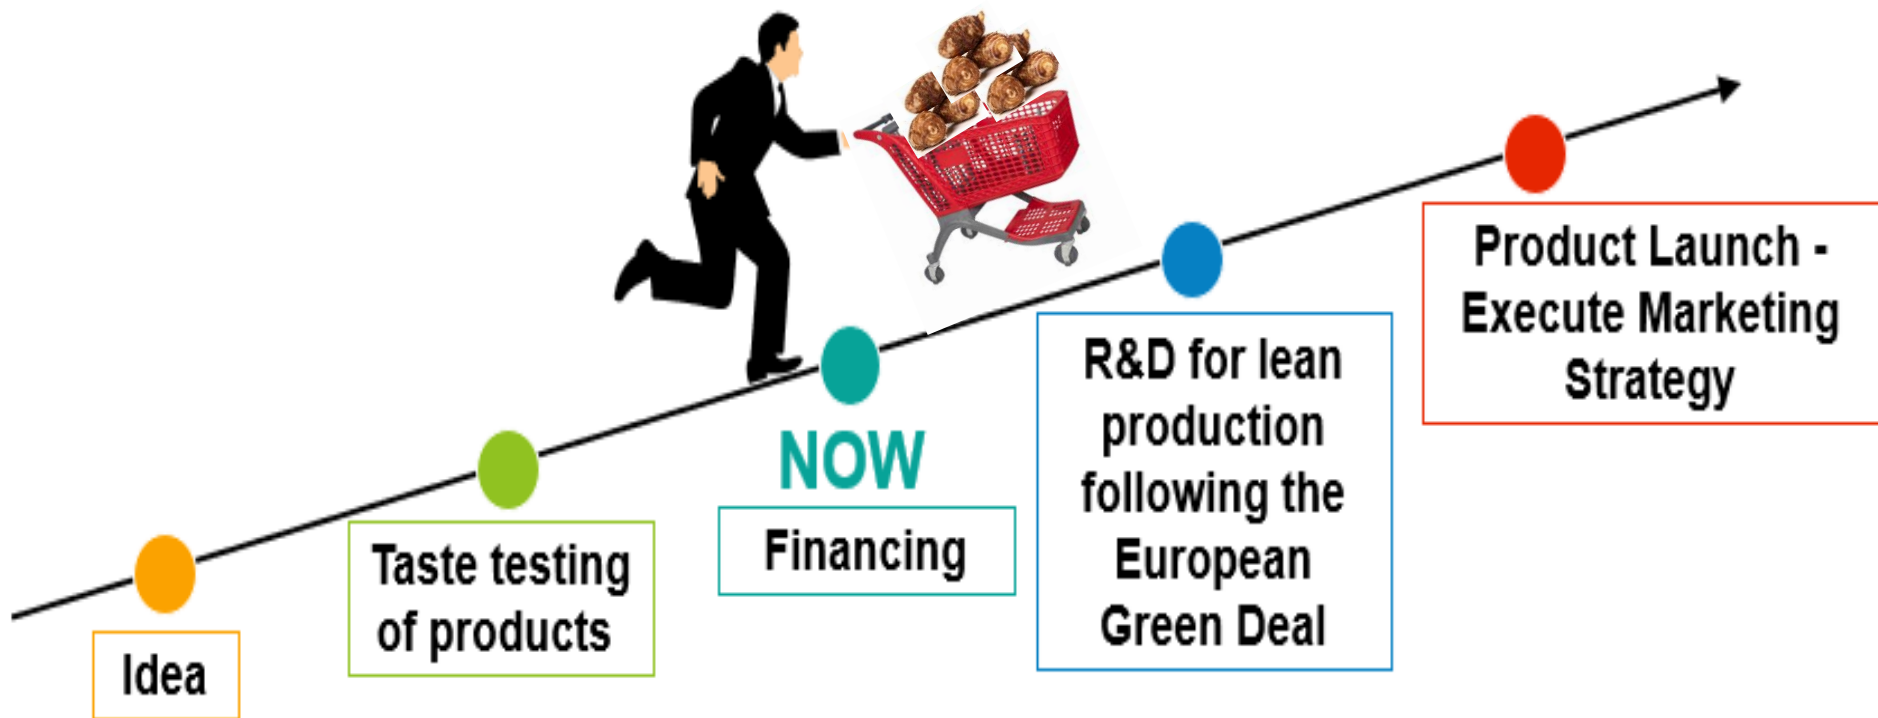 Idea
Taste testing
of products
NOW
Financing
R&D for lean
production
following the
European
Green Deal
Product Launch -
Execute Marketing
Strategy